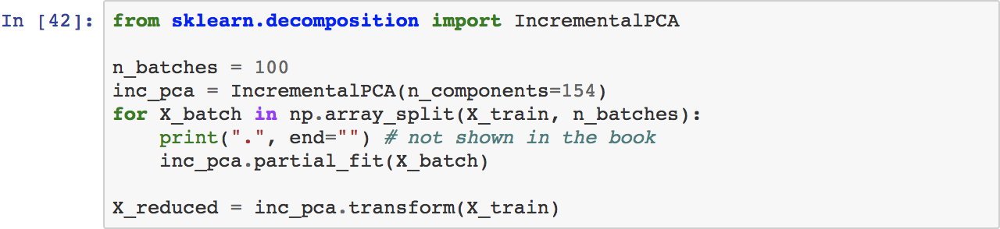 In [42]: from sklearn.decomposition import IncrementalPCA
n_batches = 100
inc_pca = IncrementalPCA(n_components=154)
for X_batch in np.array_split(X_train, n_batches):
    print(".", end="") # not shown in the book
    inc_pca.partial_fit(X_batch)
X_reduced = inc_pca.transform(X_train)